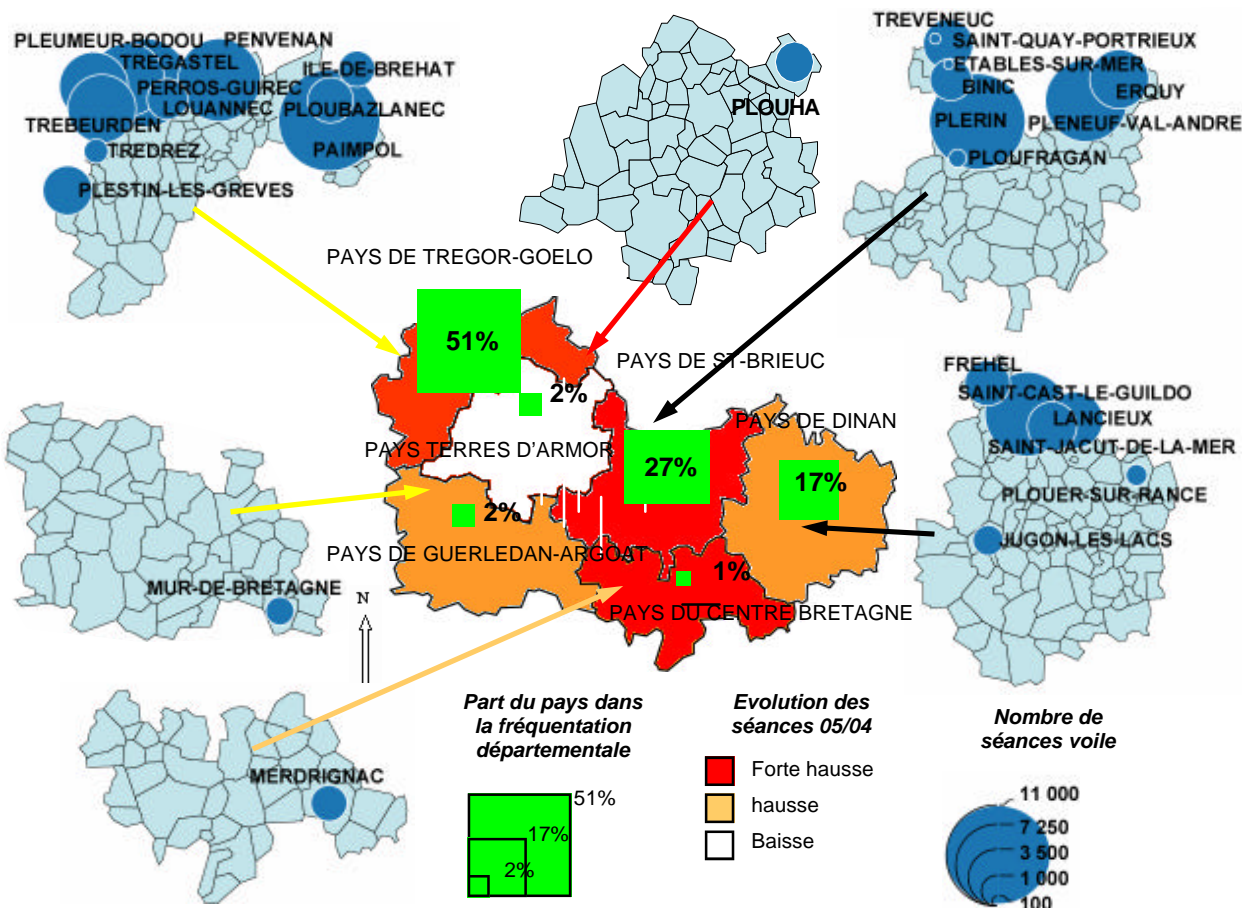 PLEUMEUR-BODOU
PENVENAN
TREGASTEL
ILE-DE-BREHAT
PERROS-GUIREC
LOUANNEC
PLOUBAZLANEC
TREBEURDEN
TREDREZ
PAIMPOL
PLESTIN-LES-GREVES
PLOUHA
TREVENEUC
SAINT-QUAY-PORTRIEUX
ETABLES-SUR-MER
BINIC
ERQUY
PLERIN
PLENEUF-VAL-ANDRE
PLOUFRAGAN
PAYS DE TREGOR-GOELO
51%
PAYS DE ST-BRIEUC
2%
PAYS DE DINAN
PAYS TERRES D'ARMOR
27%
17%
2%
PAYS DE GUERLEDAN-ARGOAT
1%
PAYS DU CENTRE BRETAGNE
FREHEL
SAINT-CAST-LE-GUILDO
LANCIEUX
SAINT-JACUT-DE-LA-MER
PLOUER-SUR-RANCE
JUGON-LES-LACS
MUR-DE-BRETAGNE
N
MERDRIGNAC
Part du pays dans
la fréquentation
départementale
51%
17%
2%
Evolution des
séances 05/04
Forte hausse
hausse
Baisse
Nombre de
séances voile
11 000
7 250
3 500
1 000
100